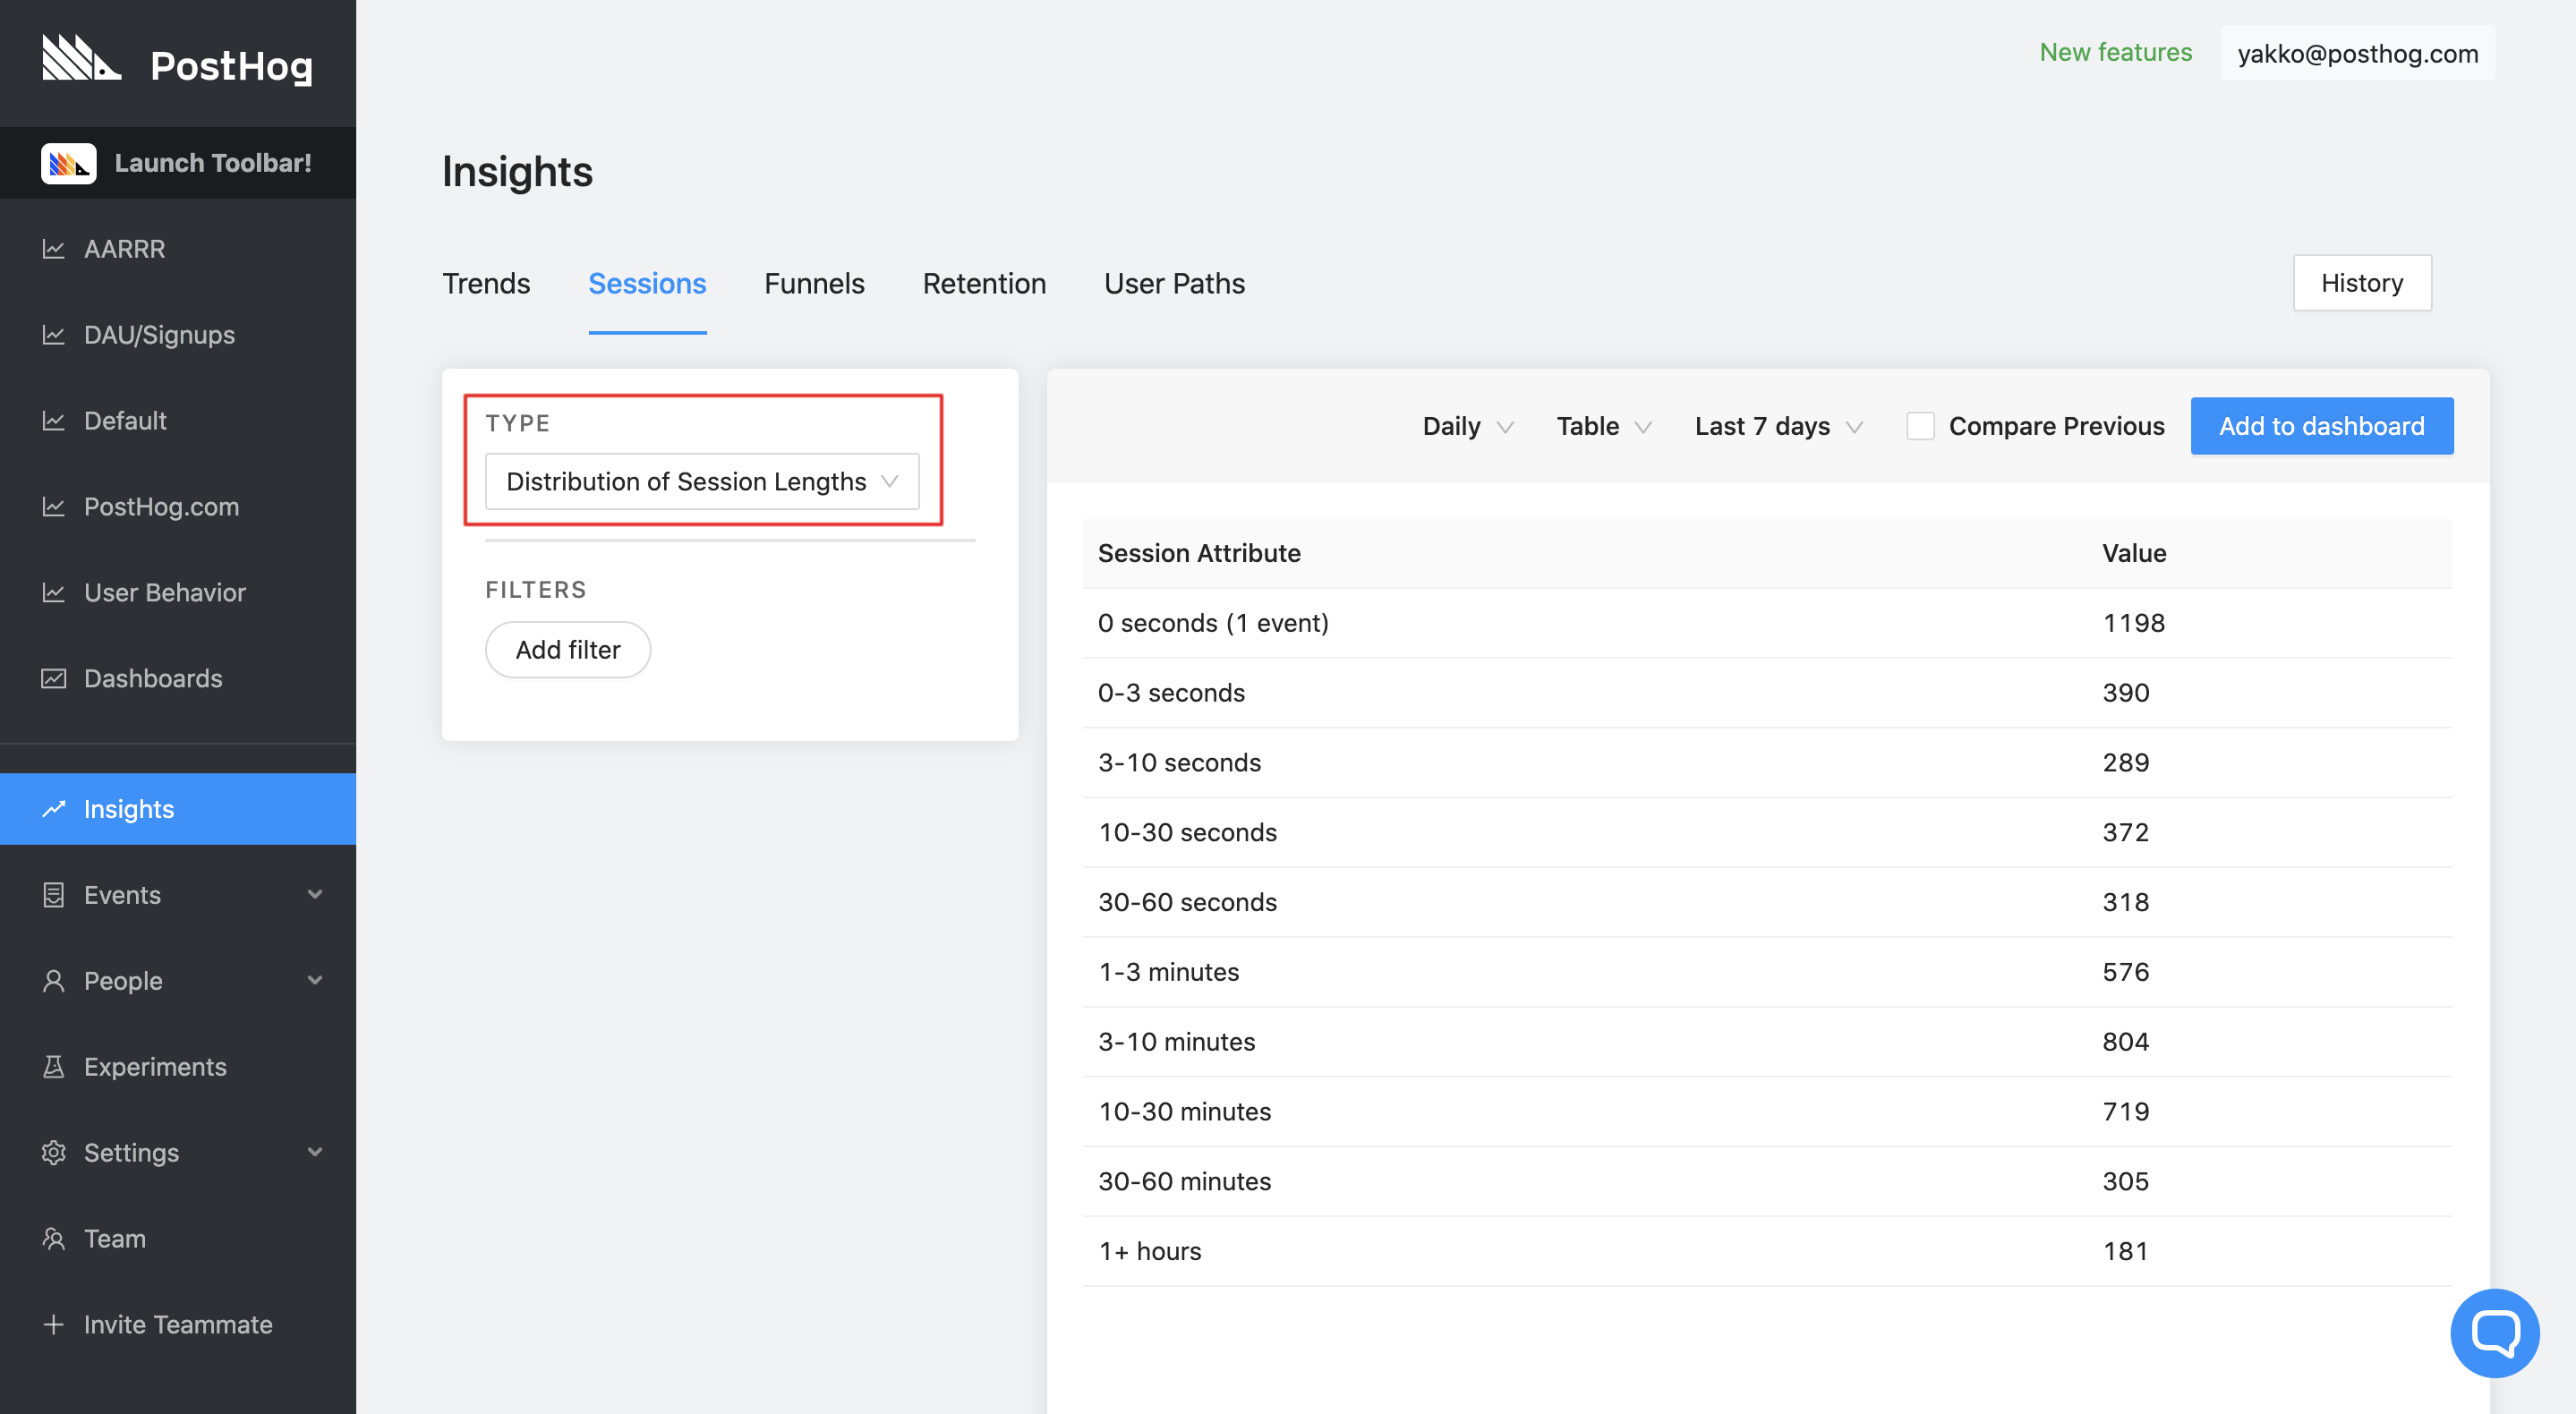 PostHog
Launch Toolbar!
AARRR
DAU/Signups
Default
PostHog.com
User Behavior
Dashboards
Insights
Events
People
Experiments
Settings
Team
Invite Teammate
New features
yakko@posthog.com
Insights
Trends Sessions Funnels Retention User Paths
History
TYPE
Distribution of Session Lengths
FILTERS
Add filter
Daily Table Last 7 days Compare Previous Add to dashboard
Session Attribute Value
0 seconds (1 event) 1198
0-3 seconds 390
3-10 seconds 289
10-30 seconds 372
30-60 seconds 318
1-3 minutes 576
3-10 minutes 804
10-30 minutes 719
30-60 minutes 305
1+ hours 181